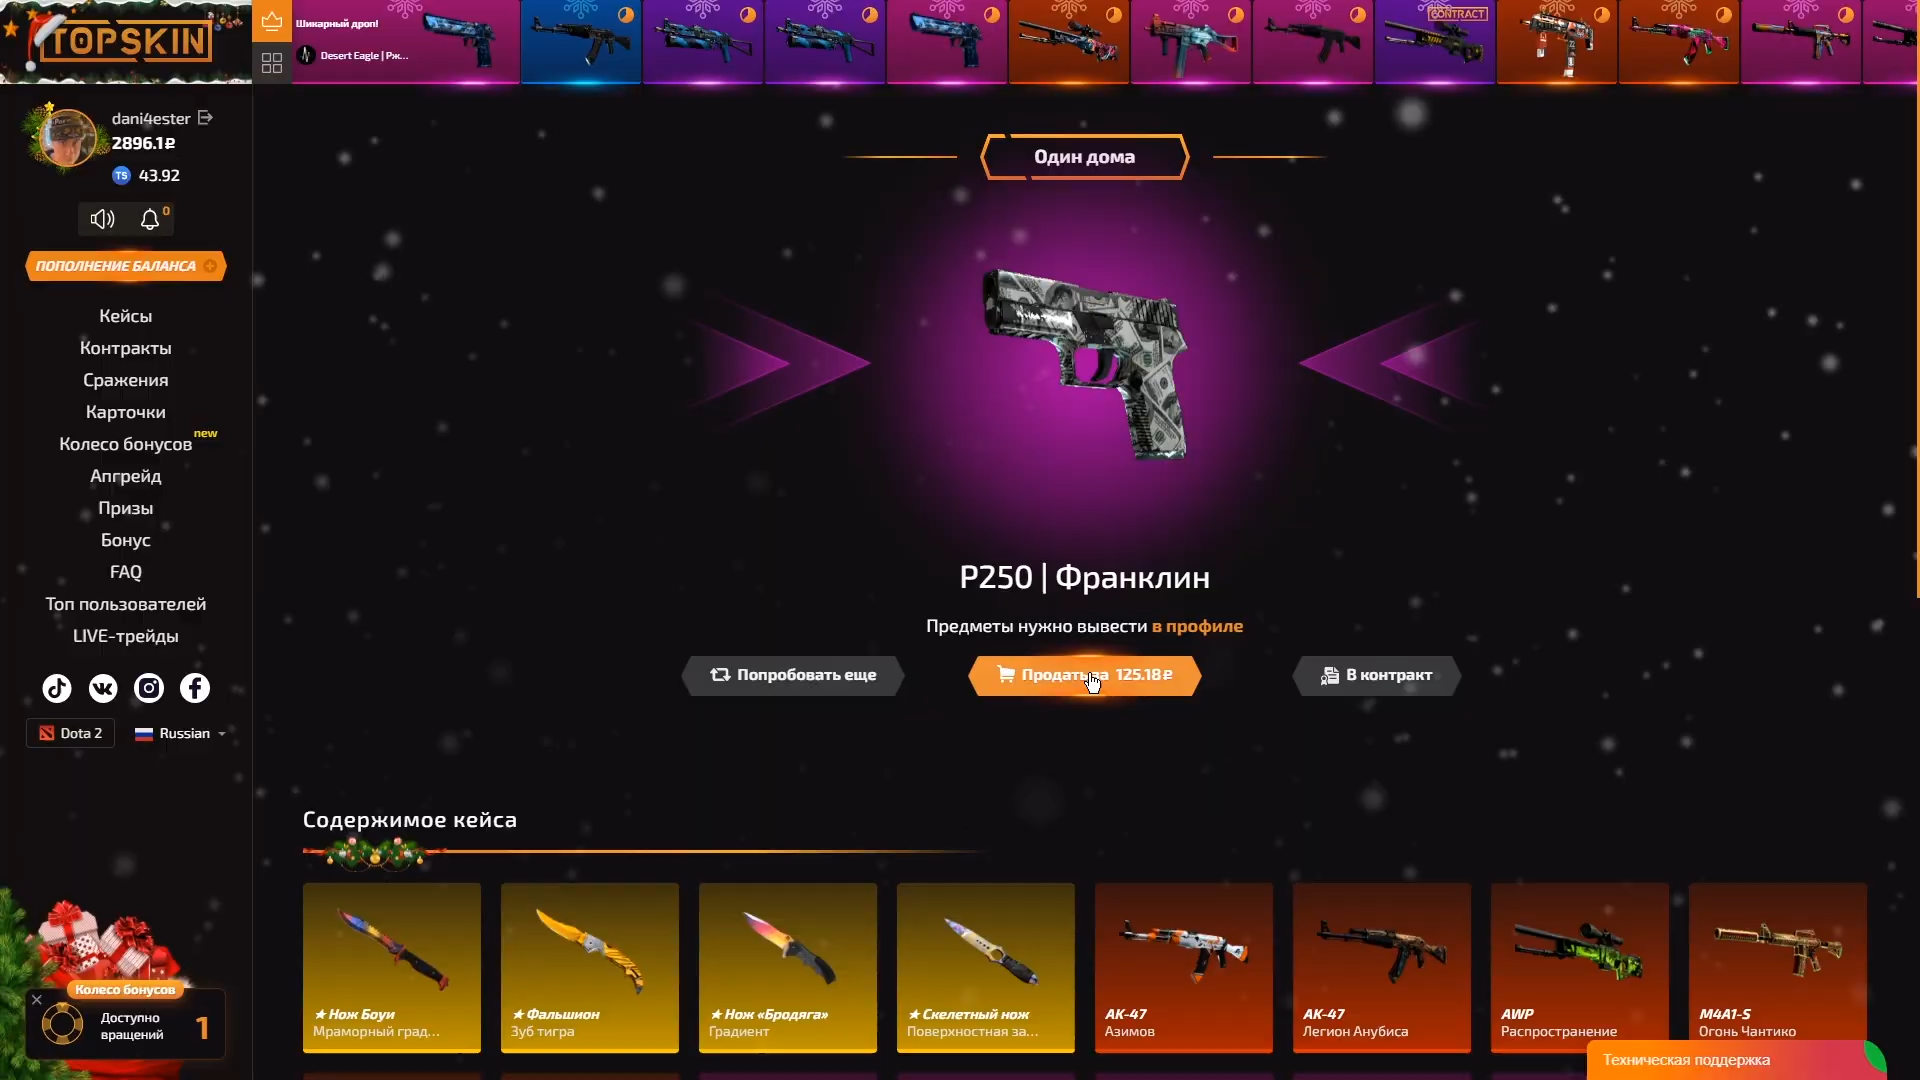 TOPSKIN
Шикарный дроп!
Desert Eagle | Рж...
CONTRACT
dani4ester
2896.1₽
TS 43.92
0
ПОПОЛНЕНИЕ БАЛАНСА
Кейсы
Контракты
Сражения
Карточки
Колесо бонусов new
Апгрейд
Призы
Бонус
FAQ
Топ пользователей
LIVE-трейды
Dota 2
Russian
Колесо бонусов
Доступно
вращений
1
Один дома
P250 | Франклин
Предметы нужно вывести в профиле
Попробовать еще
125.18₽
В контракт
Содержимое кейса
★ Нож Боуи
Мраморный град...
★ Фальшион
Зуб тигра
★ Нож «Бродяга»
Градиент
★ Скелетный нож
Поверхностная за...
AK-47
Азимов
AK-47
Легион Анубиса
AWP
Распространение
M4A1-S
Огонь Чантико
Техническая поддержка